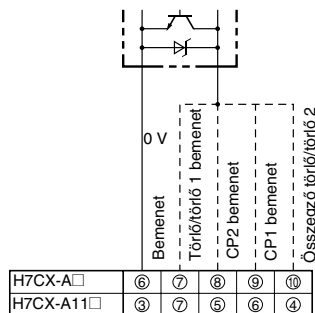 0 V
Bemenet
Törlő/törlő 1 bemenet
CP2 bemenet
CP1 bemenet
Összegző törlő/törlő 2
H7CX-A□ ⑥ ⑦ ⑧ ⑨ ⑩
H7CX-A11□ ③ ⑦ ⑤ ⑥ ④